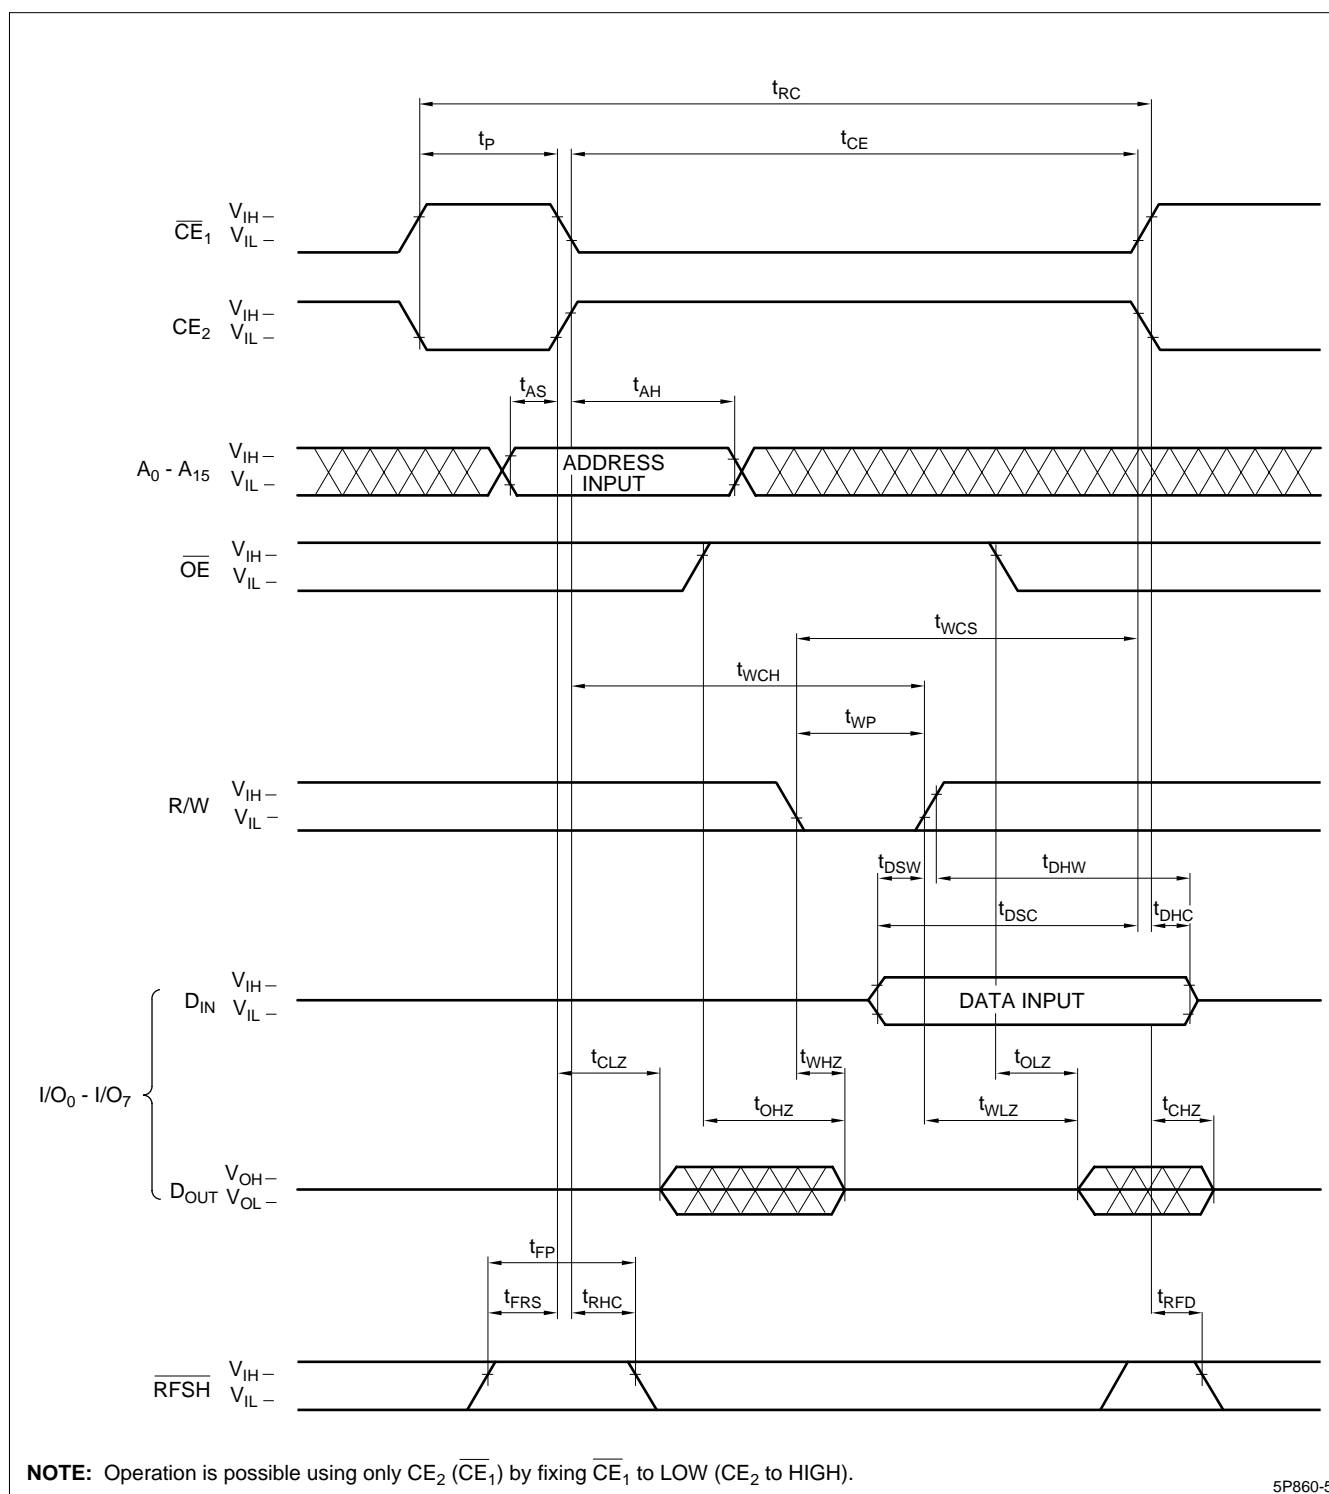 tRC
tP
tCE
CE1 VIH –
VIL –
CE2 VIH –
VIL –
tAS
tAH
A0 - A15 VIH –
VIL –
ADDRESS
INPUT
OE VIH –
VIL –
tWCS
tWCH
tWP
R/W VIH –
VIL –
tDSW
tDHW
tDSC
tDHC
DIN VIH –
VIL –
DATA INPUT
tCLZ
tWHZ
tOLZ
I/O0 - I/O7
tOHZ
tWLZ
tCHZ
DOUT VOH –
VOL –
tFP
tFRS
tRHC
tRFD
RFSH VIH –
VIL –
NOTE: Operation is possible using only CE2 (CE1) by fixing CE1 to LOW (CE2 to HIGH).
5P860-5